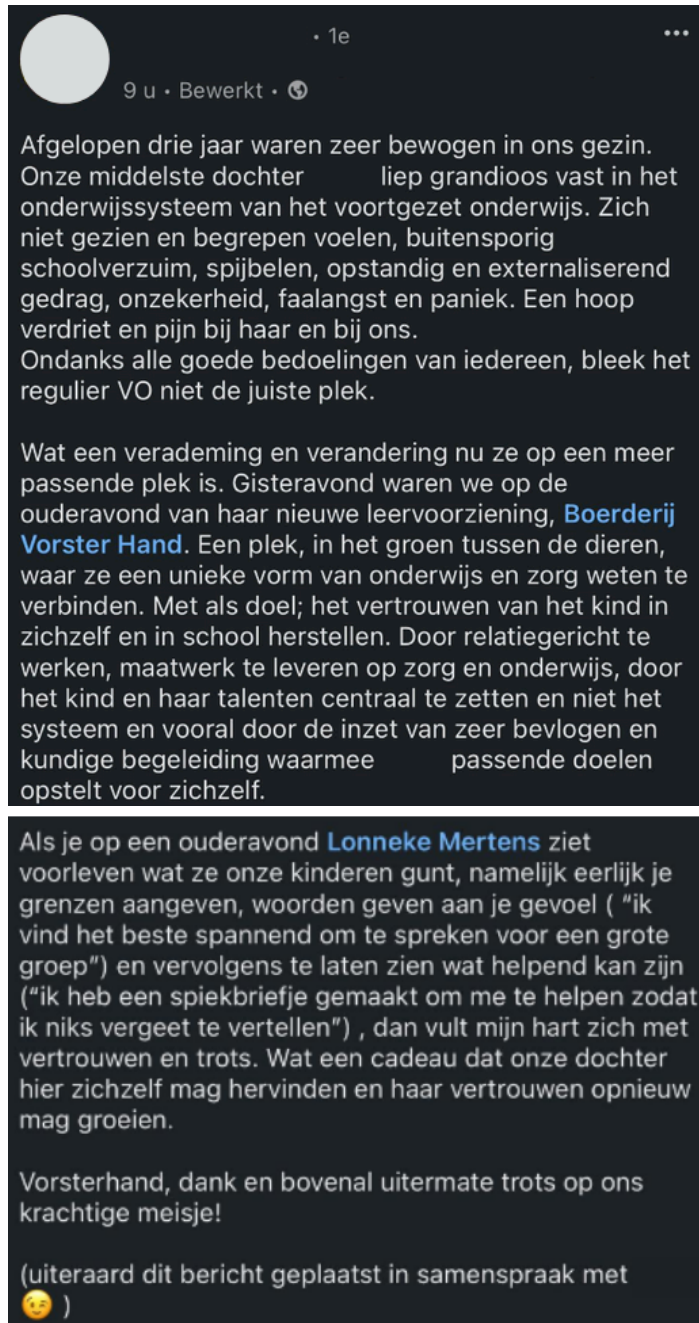 • 1e
9 u • Bewerkt •
Afgelopen drie jaar waren zeer bewogen in ons gezin.
Onze middelste dochter liep grandioos vast in het
onderwijssysteem van het voortgezet onderwijs. Zich
niet gezien en begrepen voelen, buitensporig
schoolverzuim, spijbelen, opstandig en externaliserend
gedrag, onzekerheid, faalangst en paniek. Een hoop
verdriet en pijn bij haar en bij ons.
Ondanks alle goede bedoelingen van iedereen, bleek het
regulier VO niet de juiste plek.

Wat een verademing en verandering nu ze op een meer
passende plek is. Gisteravond waren we op de
ouderavond van haar nieuwe leervoorziening, Boerderij
Vorster Hand. Een plek, in het groen tussen de dieren,
waar ze een unieke vorm van onderwijs en zorg weten te
verbinden. Met als doel; het vertrouwen van het kind in
zichzelf en in school herstellen. Door relatiegericht te
werken, maatwerk te leveren op zorg en onderwijs, door
het kind en haar talenten centraal te zetten en niet het
systeem en vooral door de inzet van zeer bevlogen en
kundige begeleiding waarmee passende doelen
opstelt voor zichzelf.
Als je op een ouderavond Lonneke Mertens ziet
voorleven wat ze onze kinderen gunt, namelijk eerlijk je
grenzen aangeven, woorden geven aan je gevoel ( “ik
vind het beste spannend om te spreken voor een grote
groep”) en vervolgens te laten zien wat helpend kan zijn
(“ik heb een spiekbriefje gemaakt om me te helpen zodat
ik niks vergeet te vertellen”) , dan vult mijn hart zich met
vertrouwen en trots. Wat een cadeau dat onze dochter
hier zichzelf mag hervinden en haar vertrouwen opnieuw
mag groeien.

Vorsterhand, dank en bovenal uitermate trots op ons
krachtige meisje!

(uiteraard dit bericht geplaatst in samenspraak met
😉 )